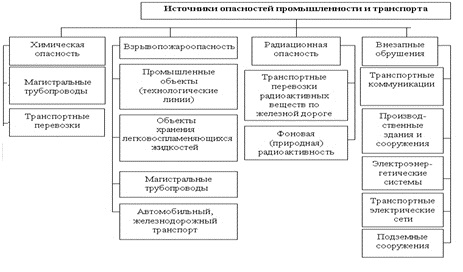 Источники опасностей промышленности и транспорта
Химическая
опасность
Магистральные
трубопроводы
Транспортные
перевозки
Взрывопожароопасность
Промышленные
объекты
(технологические
линии)
Объекты
хранения
легковоспламеняющихся
жидкостей
Магистральные
трубопроводы
Автомобильный,
железнодорожный
транспорт
Радиационная
опасность
Транспортные
перевозки
радиоактивных
веществ по
железной дороге
Фоновая
(природная)
радиоактивность
Внезапные
обрушения
Транспортные
коммуникации
Производ-
ственные
здания и
сооружения
Электроэнер-
гетические
системы
Транспортные
электрические
сети
Подземные
сооружения